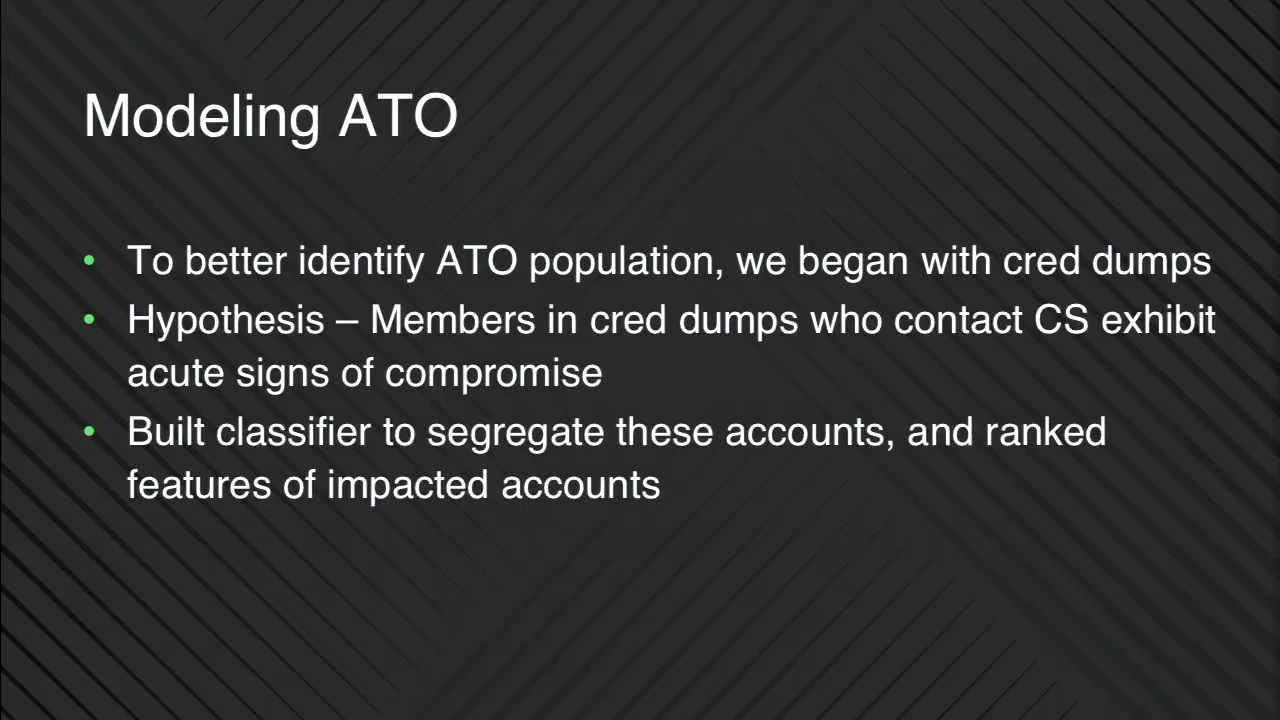 Modeling ATO
• To better identify ATO population, we began with cred dumps
• Hypothesis – Members in cred dumps who contact CS exhibit
acute signs of compromise
• Built classifier to segregate these accounts, and ranked
features of impacted accounts